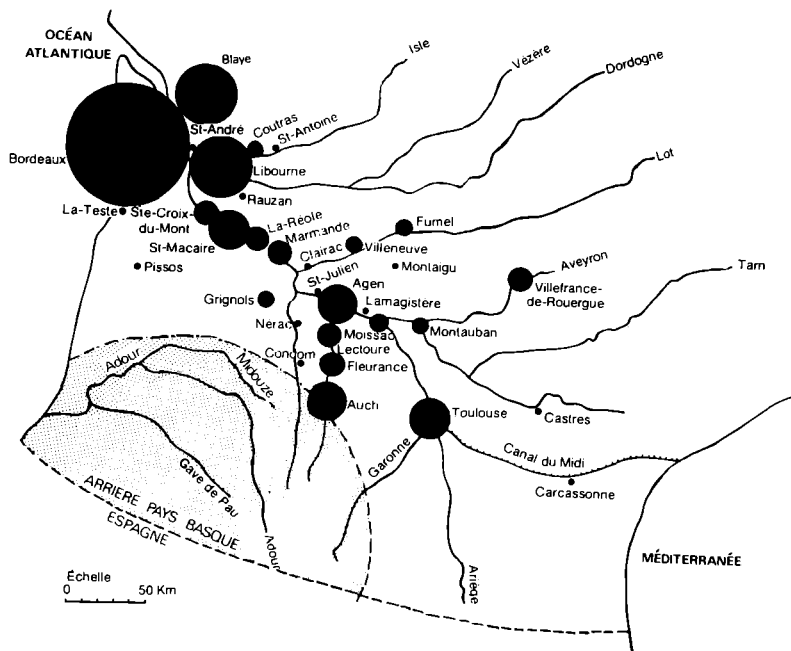 OCÉAN
ATLANTIQUE
Isle
Blaye
Vézère
Dordogne
St-André
Coutras
St-Antoine
Bordeaux
Libourne
Lot
Rauzan
La-Teste
Ste-Croix-
du-Mont
La-Réole
Fumel
St-Macaire
Marmande
Clairac
Villeneuve
Pissos
Montaigu
Aveyron
Tarn
St-Julien
Agen
Villefrance-
de-Rouergue
Grignols
Lamagistère
Nérac
Moissac
Montauban
Lectoure
Condom
Fleurance
Adour
Midouze
Auch
Toulouse
Castres
Garonne
Canal du Midi
Gave de Pau
Carcassonne
ARRIERE PAYS BASQUE
ESPAGNE
Adour
MÉDITERRANÉE
Ariège
Échelle
0 50 Km